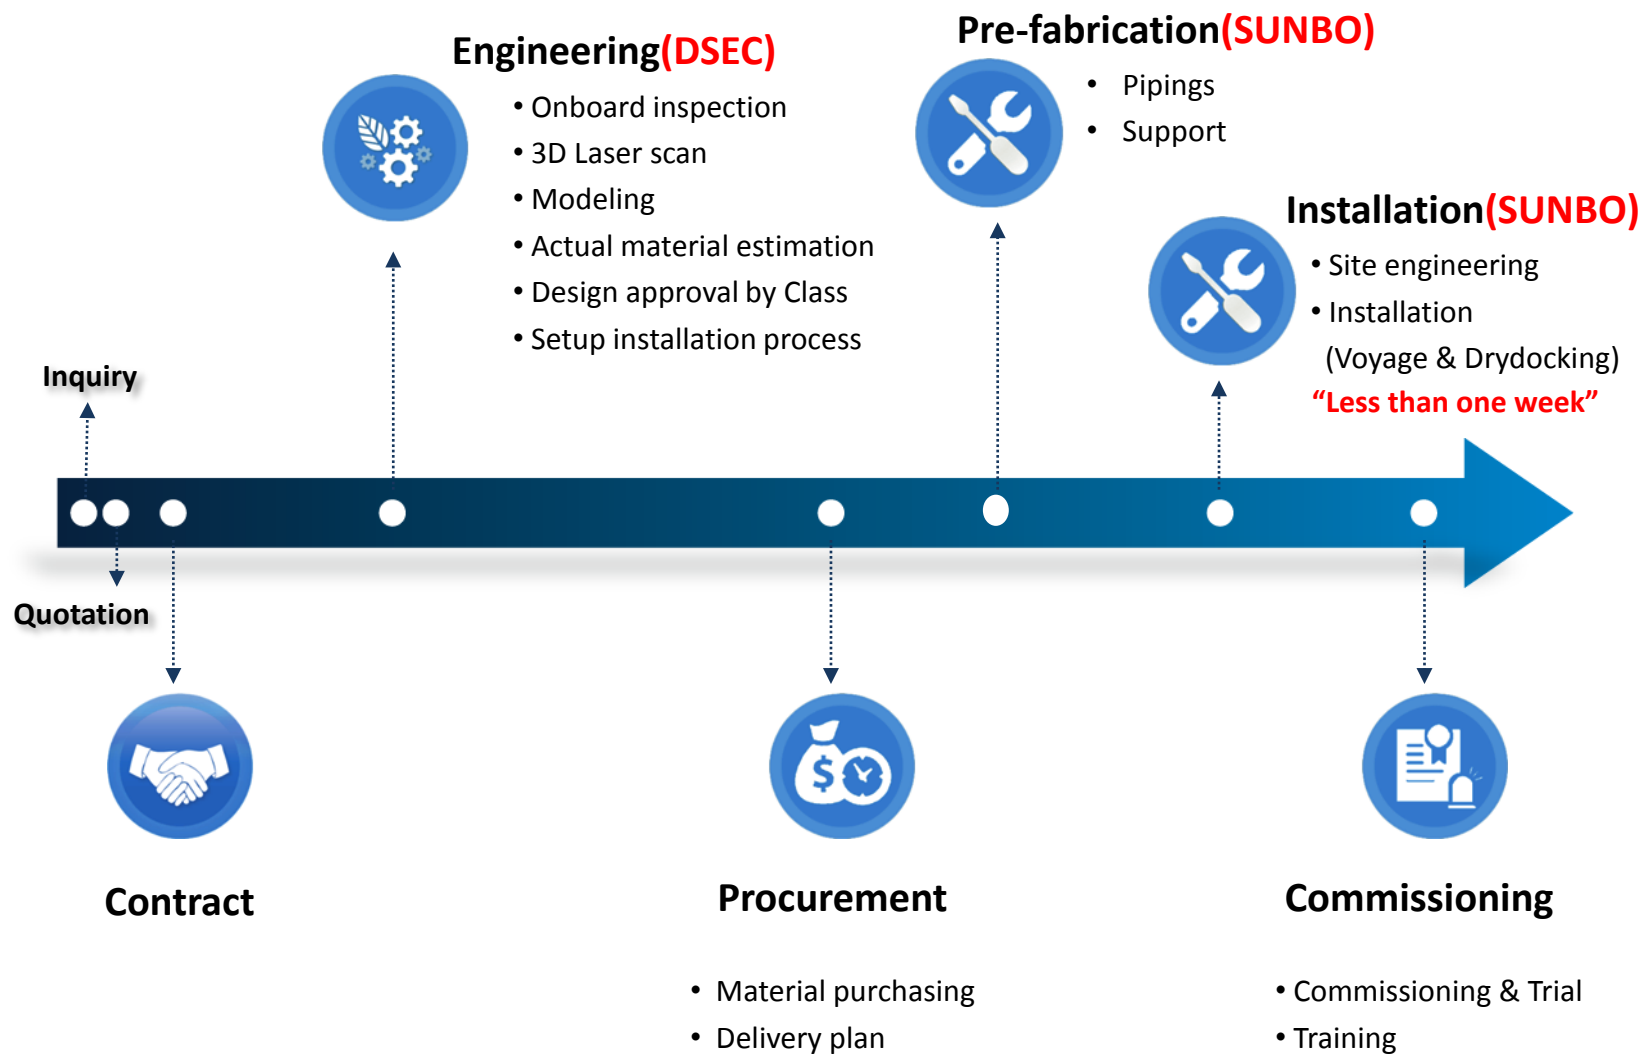 Engineering(DSEC)
• Onboard inspection
• 3D Laser scan
• Modeling
• Actual material estimation
• Design approval by Class
• Setup installation process
Pre-fabrication(SUNBO)
• Pipings
• Support
Installation(SUNBO)
• Site engineering
• Installation
(Voyage & Drydocking)
“Less than one week”
Inquiry
Quotation
$
Contract
Procurement
• Material purchasing
• Delivery plan
Commissioning
• Commissioning & Trial
• Training